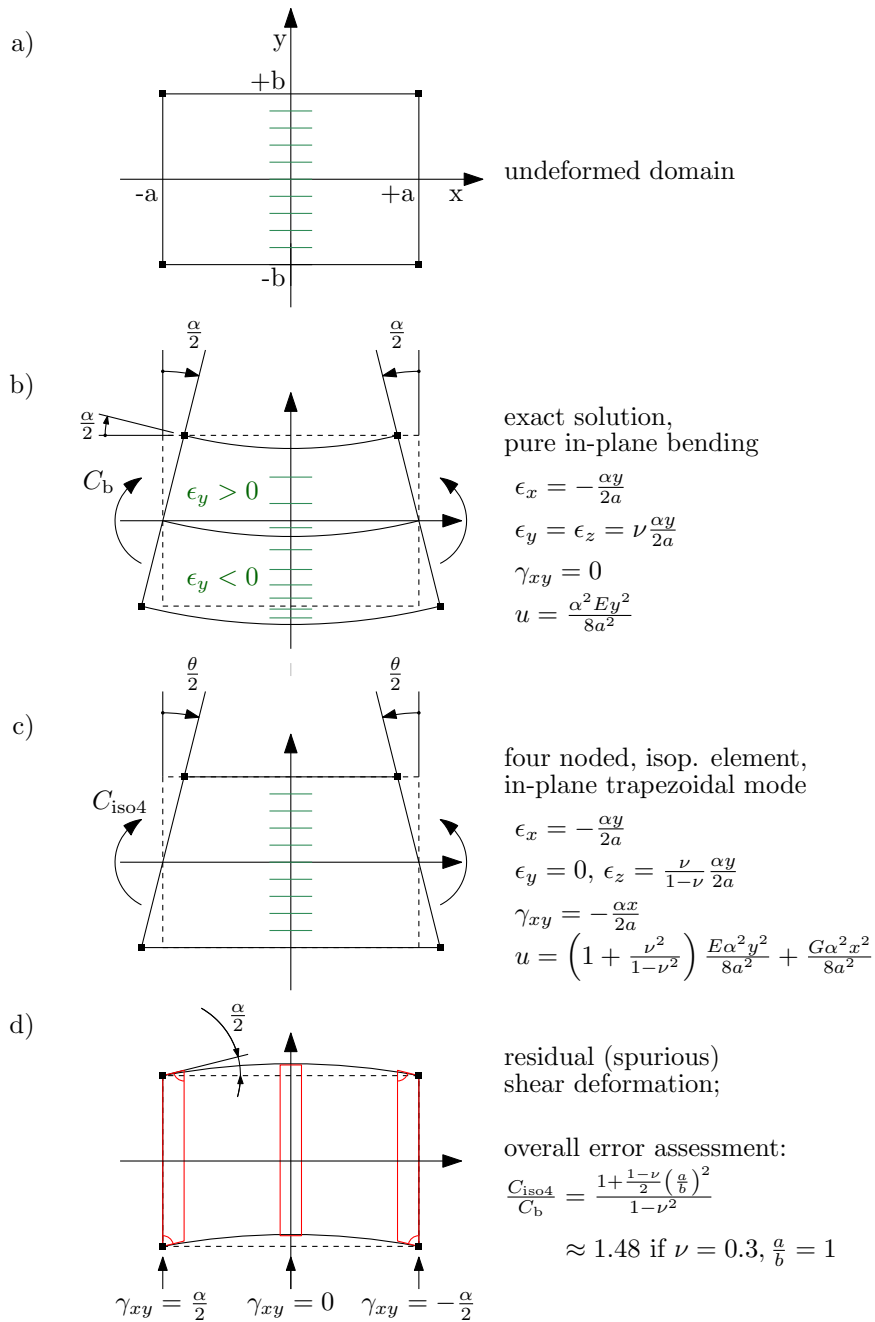 a)
y
+b
-a
+a
x
-b
undeformed domain
b)
α/2
α/2
α/2
C_b
ϵ_y > 0
ϵ_y < 0
exact solution,
pure in-plane bending
ϵ_x = −αy/2a
ϵ_y = ϵ_z = ν αy/2a
γ_xy = 0
u = α²Ey²/8a²
c)
θ/2
θ/2
C_iso4
four noded, isop. element,
in-plane trapezoidal mode
ϵ_x = −αy/2a
ϵ_y = 0, ϵ_z = ν/(1−ν) αy/2a
γ_xy = −αx/2a
u = (1 + ν²/(1−ν²)) Eα²y²/8a² + Gα²x²/8a²
d)
α/2
residual (spurious)
shear deformation;
overall error assessment:
C_iso4/C_b = (1+(1−ν)/2 (a/b)²)/(1−ν²)
≈ 1.48 if ν = 0.3, a/b = 1
γ_xy = α/2
γ_xy = 0
γ_xy = −α/2